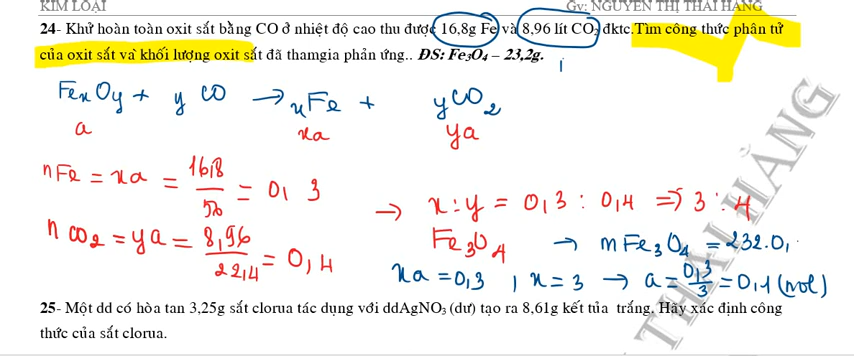 KIM LOẠI
Gv: NGUYỄN THỊ THÁI HẰNG
24- Khử hoàn toàn oxit sắt bằng CO ở nhiệt độ cao thu được 16,8g Fe và 8,96 lít CO2 đktc.Tìm công thức phân tử
của oxit sắt và khối lượng oxit sắt đã thamgia phản ứng.. ĐS: Fe₃O₄ – 23,2g.
FexOy + y CO → xFe + yCO2
a xa ya
nFe = xa = 16,8/56 = 0,3
→ x : y = 0,3 : 0,4 ⇒ 3 : 4
n CO2 = ya = 8,96/22,4 = 0,4
Fe3O4 → mFe3O4 = 232.0,
xa = 0,3 , x = 3 → a = 0,3/3 = 0,1 (mol)
25- Một dd có hòa tan 3,25g sắt clorua tác dụng với ddAgNO₃ (dư) tạo ra 8,61g kết tủa trắng. Hãy xác định công
thức của sắt clorua.
THÁI HẰNG